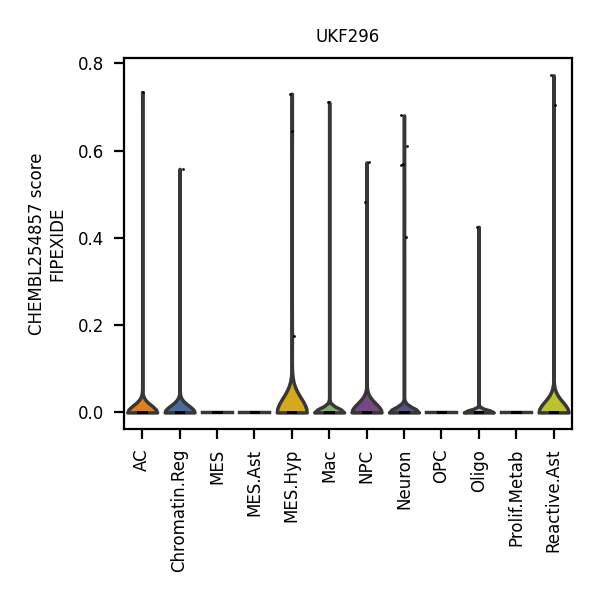 UKF296
CHEMBL254857 score
FIPEXIDE
0.8
0.6
0.4
0.2
0.0
AC
Chromatin.Reg
MES
MES.Ast
MES.Hyp
Mac
NPC
Neuron
OPC
Oligo
Prolif.Metab
Reactive.Ast